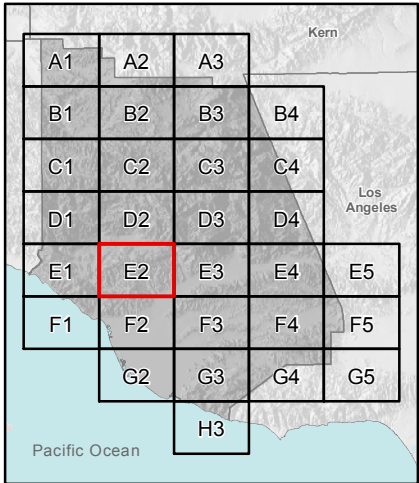 Kern
A1 A2 A3
B1 B2 B3 B4
C1 C2 C3 C4
Los
Angeles
D1 D2 D3 D4
E1 E2 E3 E4 E5
F1 F2 F3 F4 F5
G2 G3 G4 G5
H3
Pacific Ocean